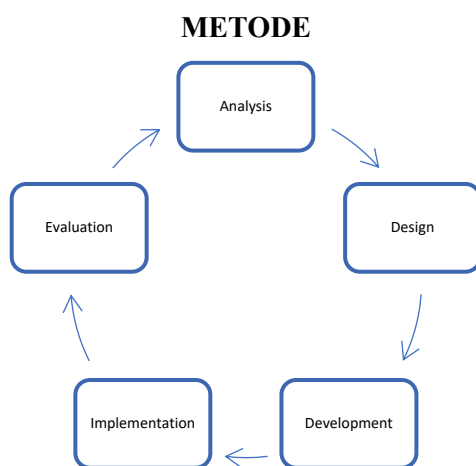 METODE
Analysis
Design
Development
Implementation
Evaluation